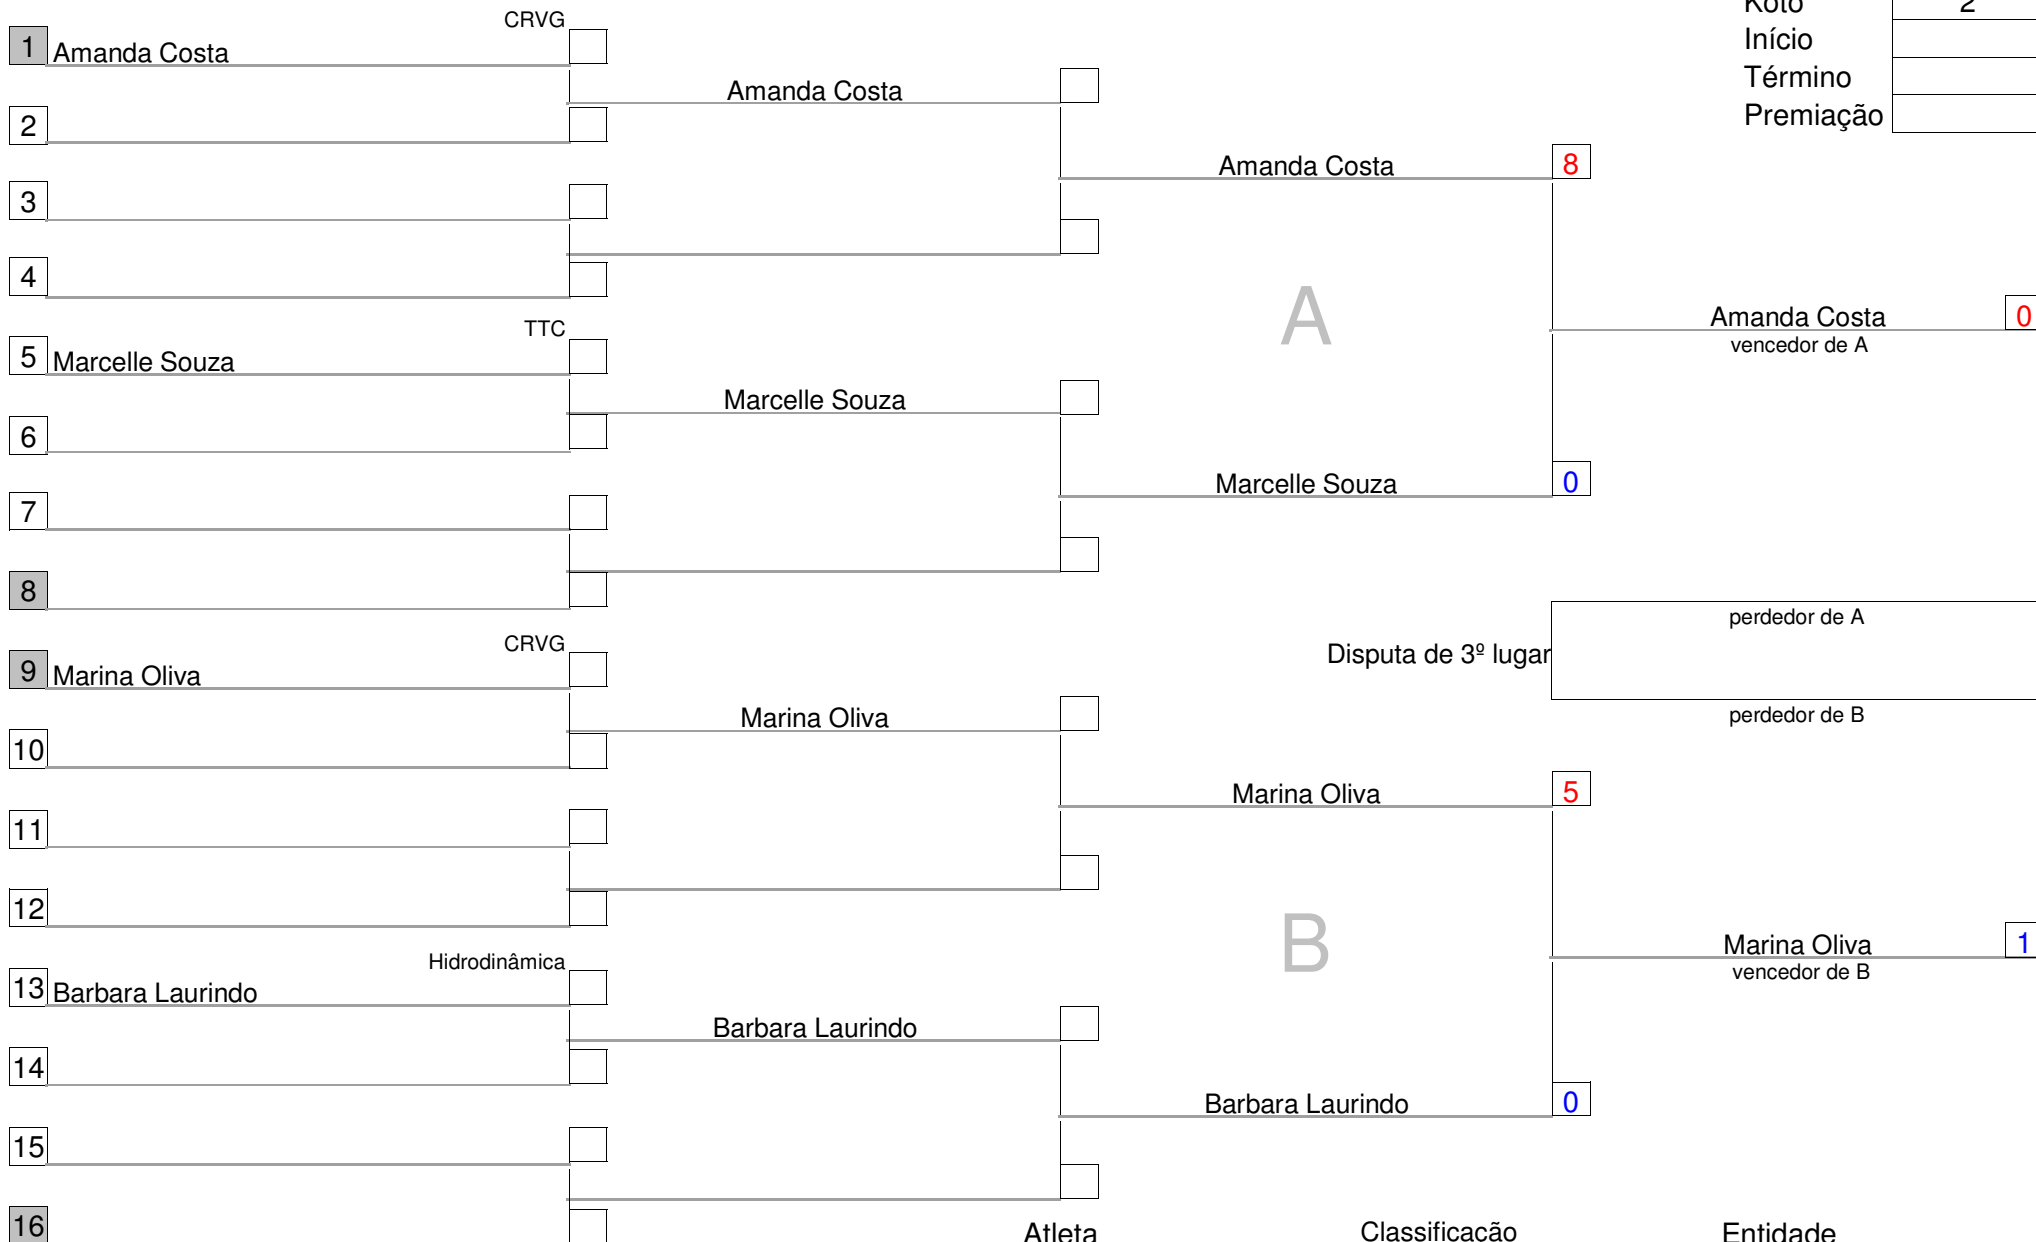 Koto 2
CRVG
1 Amanda Costa
Início
Amanda Costa
Término
2
Premiação
Amanda Costa 8
3
4
Amanda Costa 0
vencedor de A
A
TTC
5 Marcelle Souza
Marcelle Souza
6
Marcelle Souza 0
7
8
perdedor de A
Disputa de 3º lugar
perdedor de B
CRVG
9 Marina Oliva
Marina Oliva
10
Marina Oliva 5
11
12
B
Marina Oliva 1
vencedor de B
Hidrodinâmica
13 Barbara Laurindo
Barbara Laurindo
14
Barbara Laurindo 0
15
16
Atleta Classificação Entidade